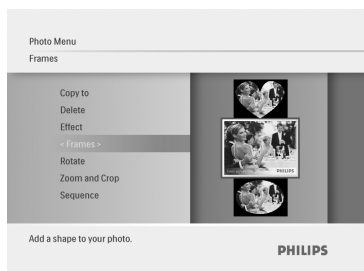 Photo Menu
Frames
Copy to
Delete
Effect
< Frames >
Rotate
Zoom and Crop
Sequence
PHILIPS
Add a shape to your photo.
PHILIPS